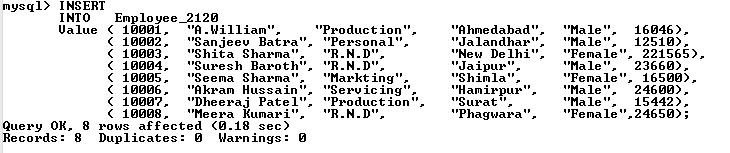 mysql> INSERT
INTO Employee_2120
Value ( 10001, "A.William", "Production", "Ahmedabad", "Male", 16046),
( 10002, "Sanjeev Batra", "Personal", "Jalandhar", "Male", 12510),
( 10003, "Shita Sharma", "R.N.D", "New Delhi", "Female", 221565),
( 10004, "Suresh Baroth", "R.N.D", "Jaipur", "Male", 23660),
( 10005, "Seema Sharma", "Markting", "Shimla", "Female", 16500),
( 10006, "Akram Hussain", "Servicing", "Hamirpur", "Male", 24600),
( 10007, "Dheeraj Patel", "Production", "Surat", "Male", 15442),
( 10008, "Meera Kumari", "R.N.D", "Phagwara", "Female",24650);
Query OK, 8 rows affected (0.18 sec)
Records: 8 Duplicates: 0 Warnings: 0